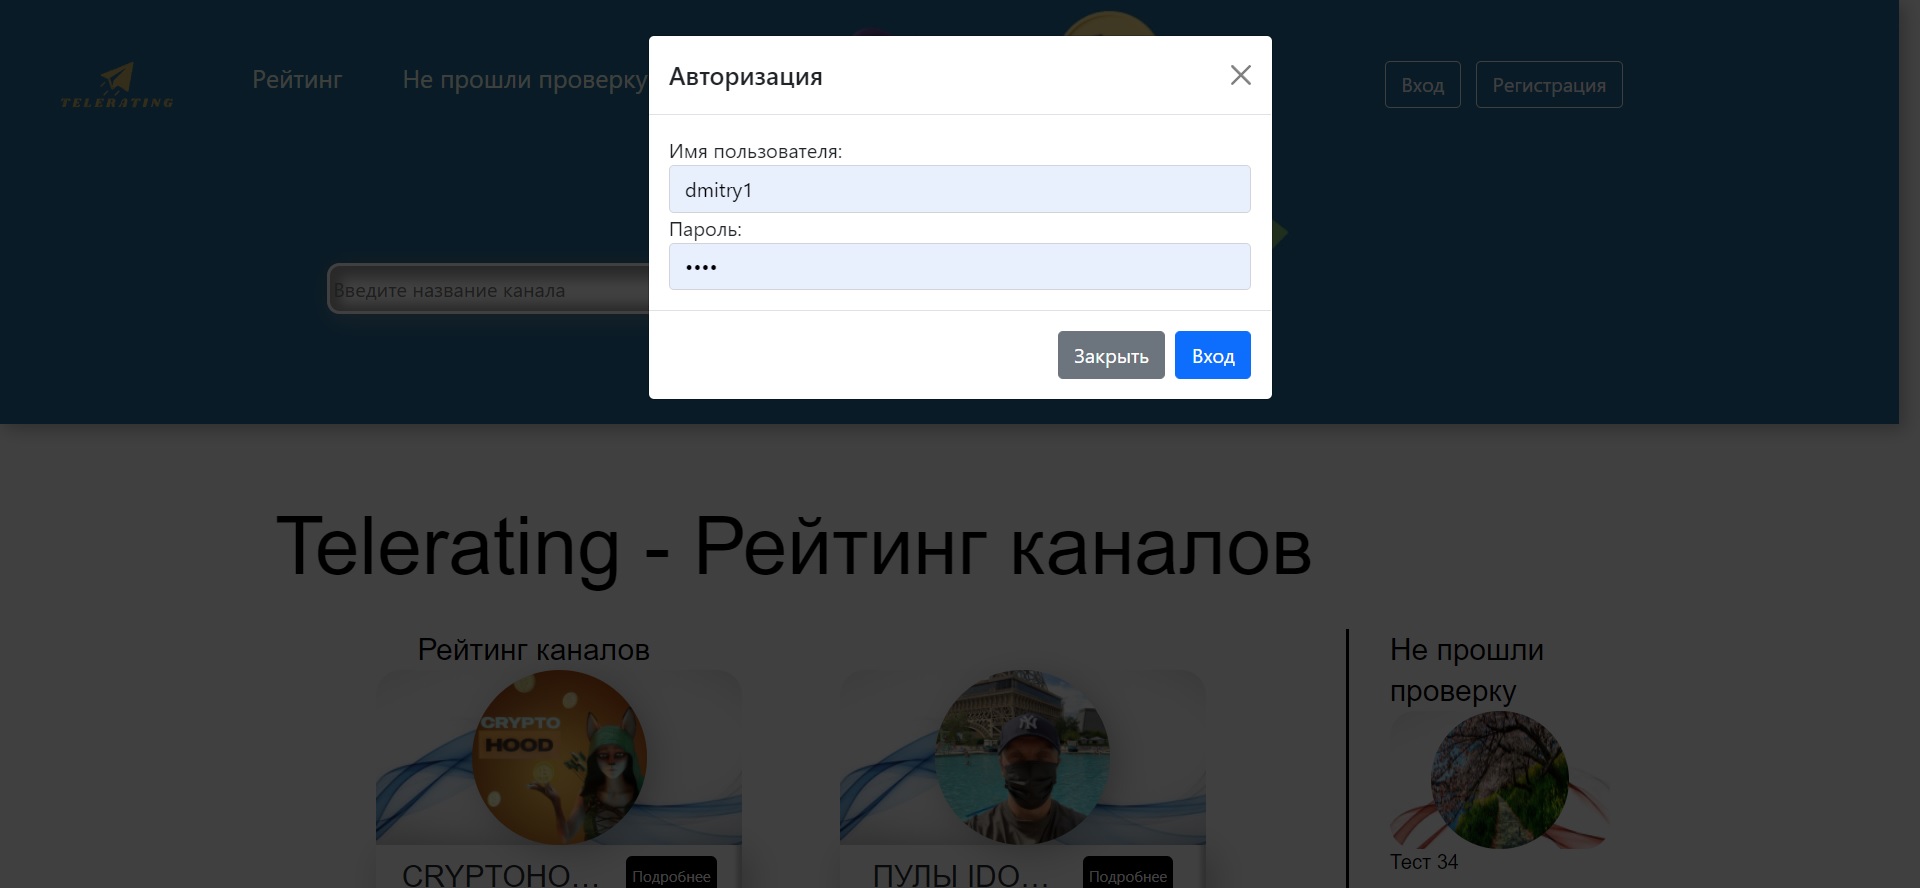 TELERATING
Рейтинг
Не прошли проверку
Вход
Регистрация
Авторизация
Имя пользователя:
dmitry1
Пароль:
••••
Закрыть
Вход
Введите название канала
Telerating - Рейтинг каналов
Рейтинг каналов
Не прошли
проверку
CRYPTO
HOOD
CRYPTOHO...
Подробнее
ПУЛЫ IDO...
Подробнее
Тест 34